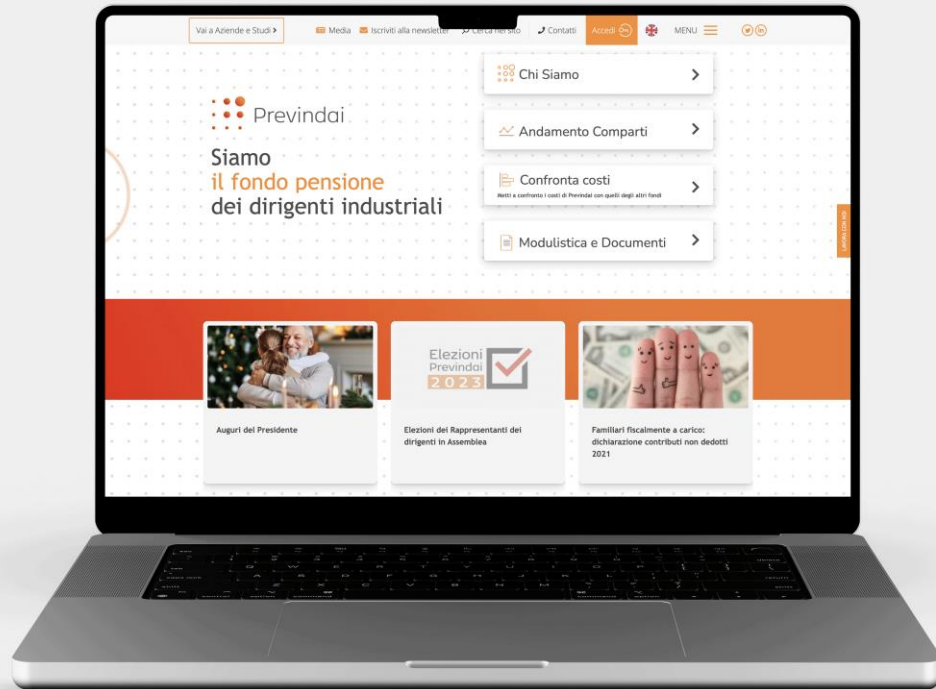 Vai a Aziende e Studi
Media
Iscriviti alla newsletter
Cerca nel sito
Contatti
Accedi
MENU
Chi Siamo
Previndai
Siamo
il fondo pensione
dei dirigenti industriali
Andamento Comparti
Confronta costi
Metti a confronto i costi di Previndai con quelli degli altri fondi
Modulistica e Documenti
Elezioni
Previndai
2023
Auguri del Presidente
Elezioni dei Rappresentanti dei
dirigenti in Assemblea
Familiari fiscalmente a carico:
dichiarazione contributi non dedotti
2021